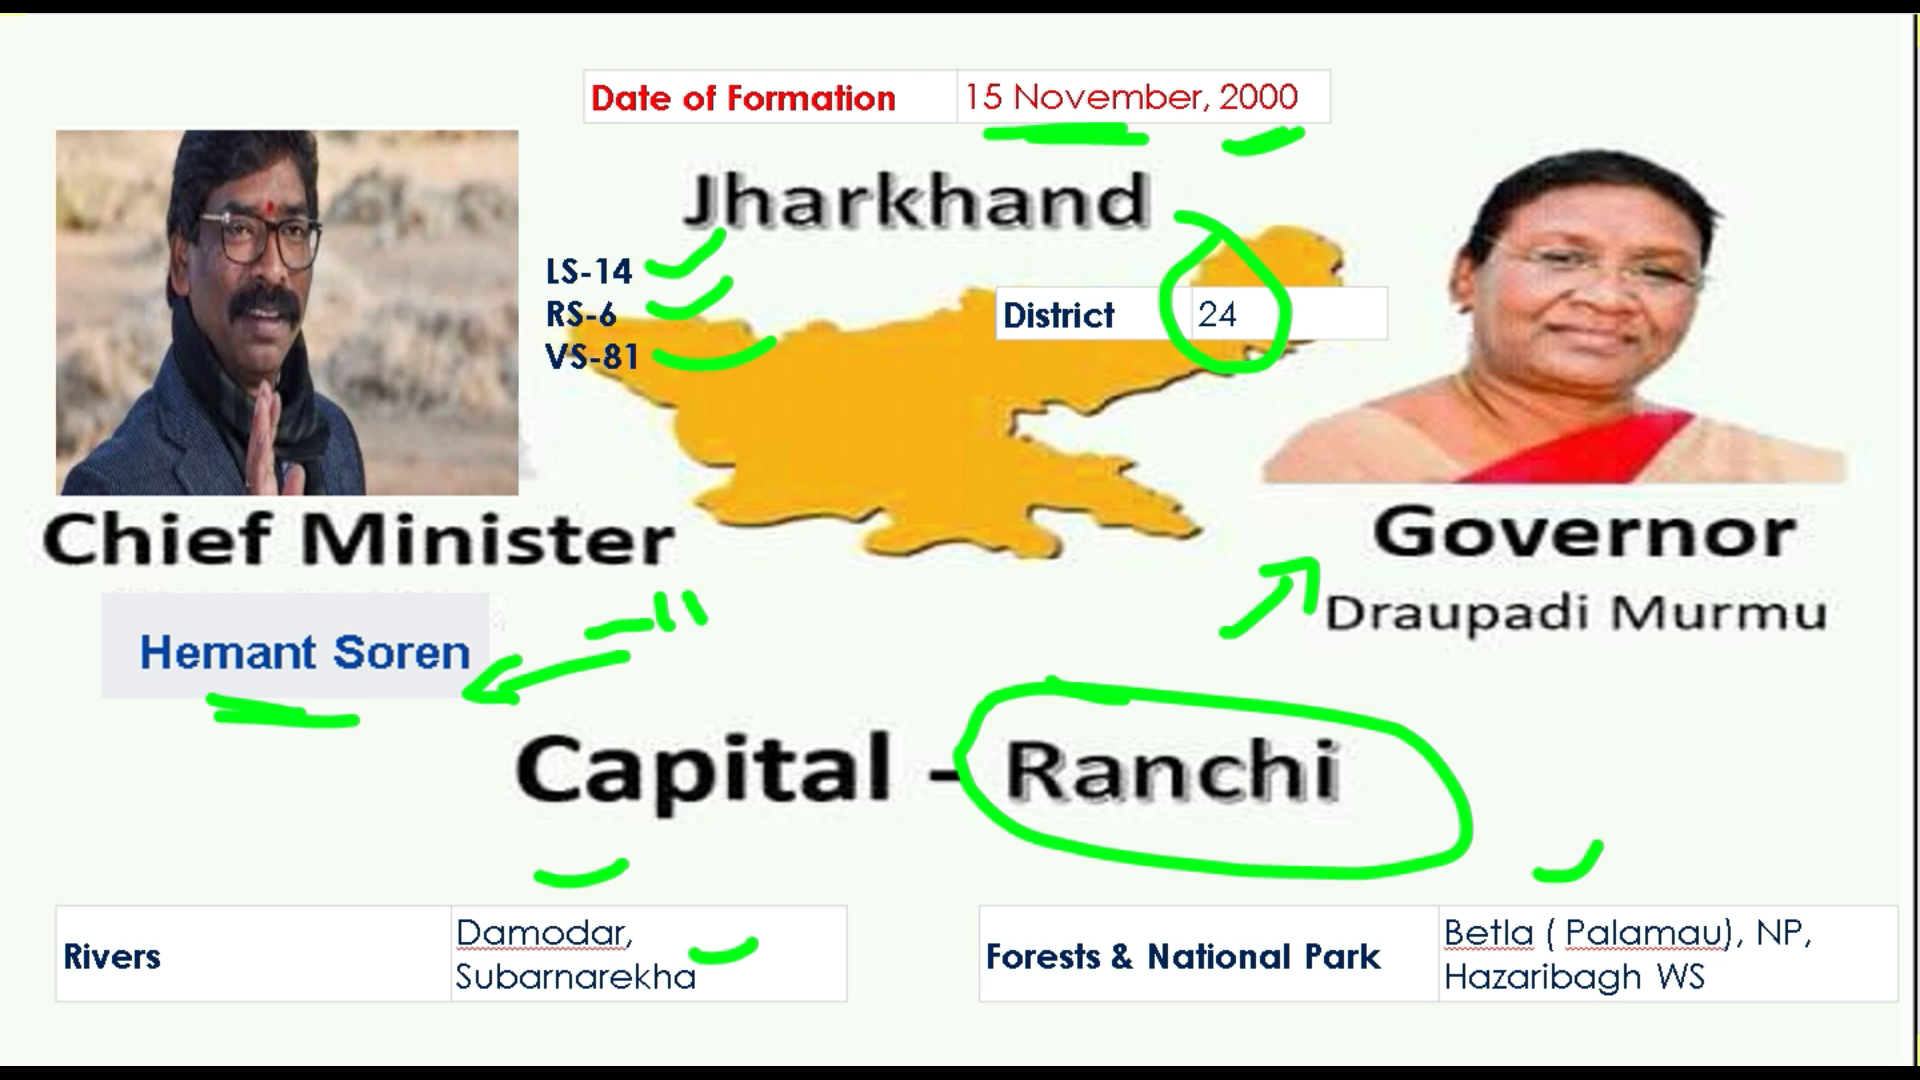 Date of Formation 15 November, 2000
Jharkhand
LS-14
RS-6
VS-81
District 24
Chief Minister
Hemant Soren
Governor
Draupadi Murmu
Capital - Ranchi
Rivers
Damodar,
Subarnarekha
Forests & National Park
Betla ( Palamau), NP,
Hazaribagh WS